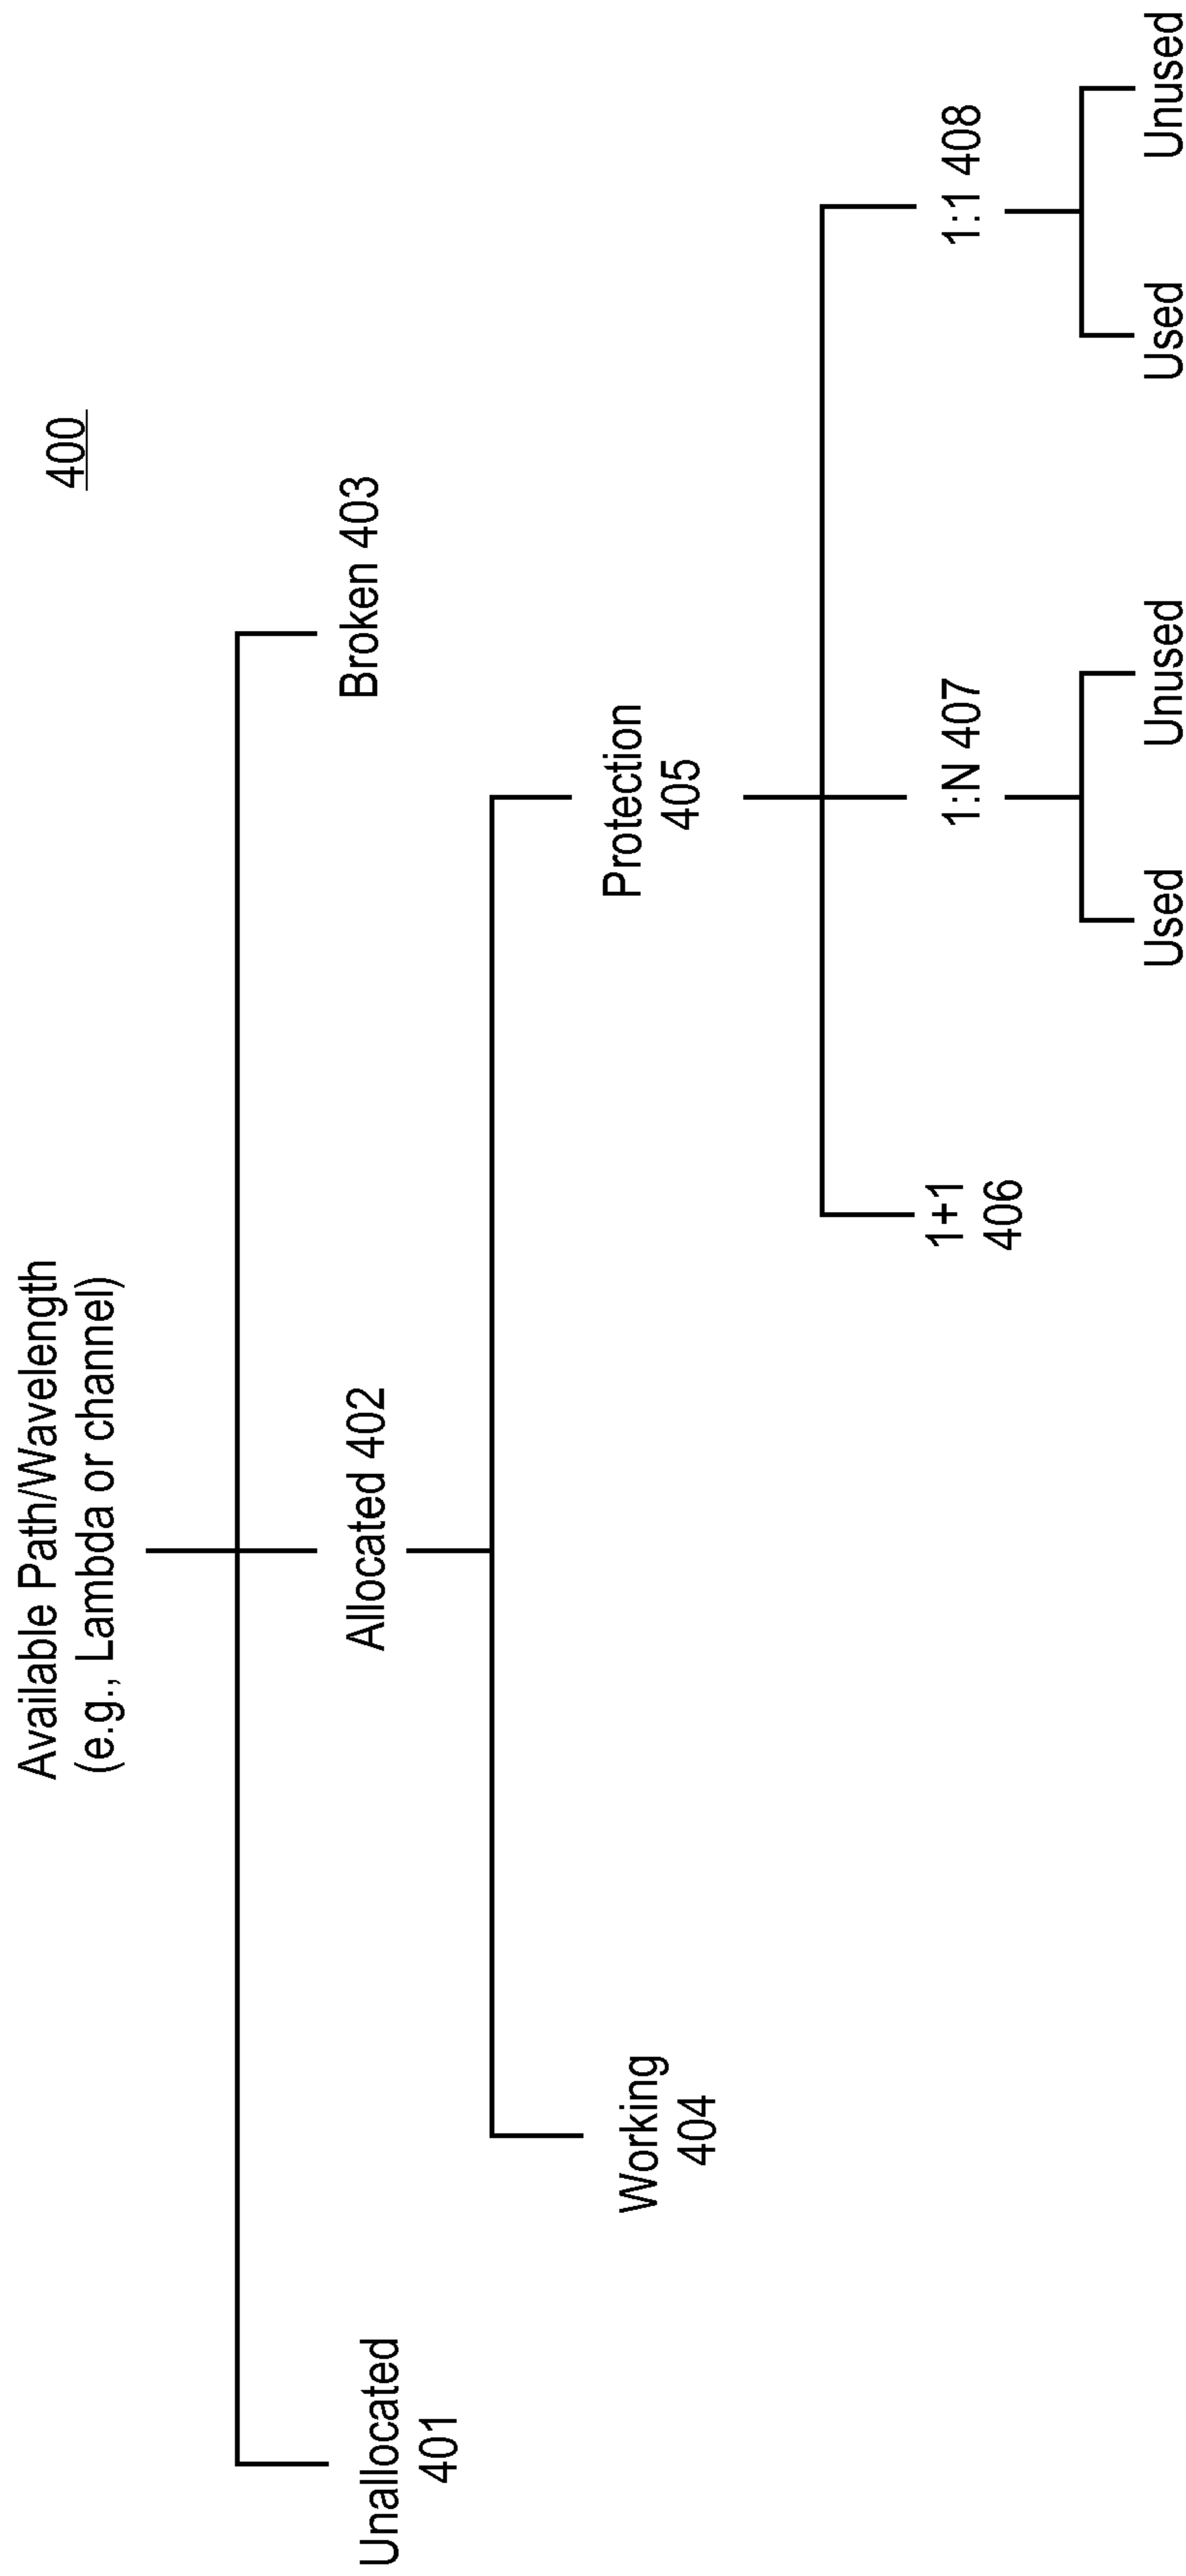 400
Available Path/Wavelength
(e.g., Lambda or channel)
Unallocated
401
Allocated 402
Broken 403
Working
404
Protection
405
1+1
406
1:N 407
1:1 408
Used
Unused
Used
Unused